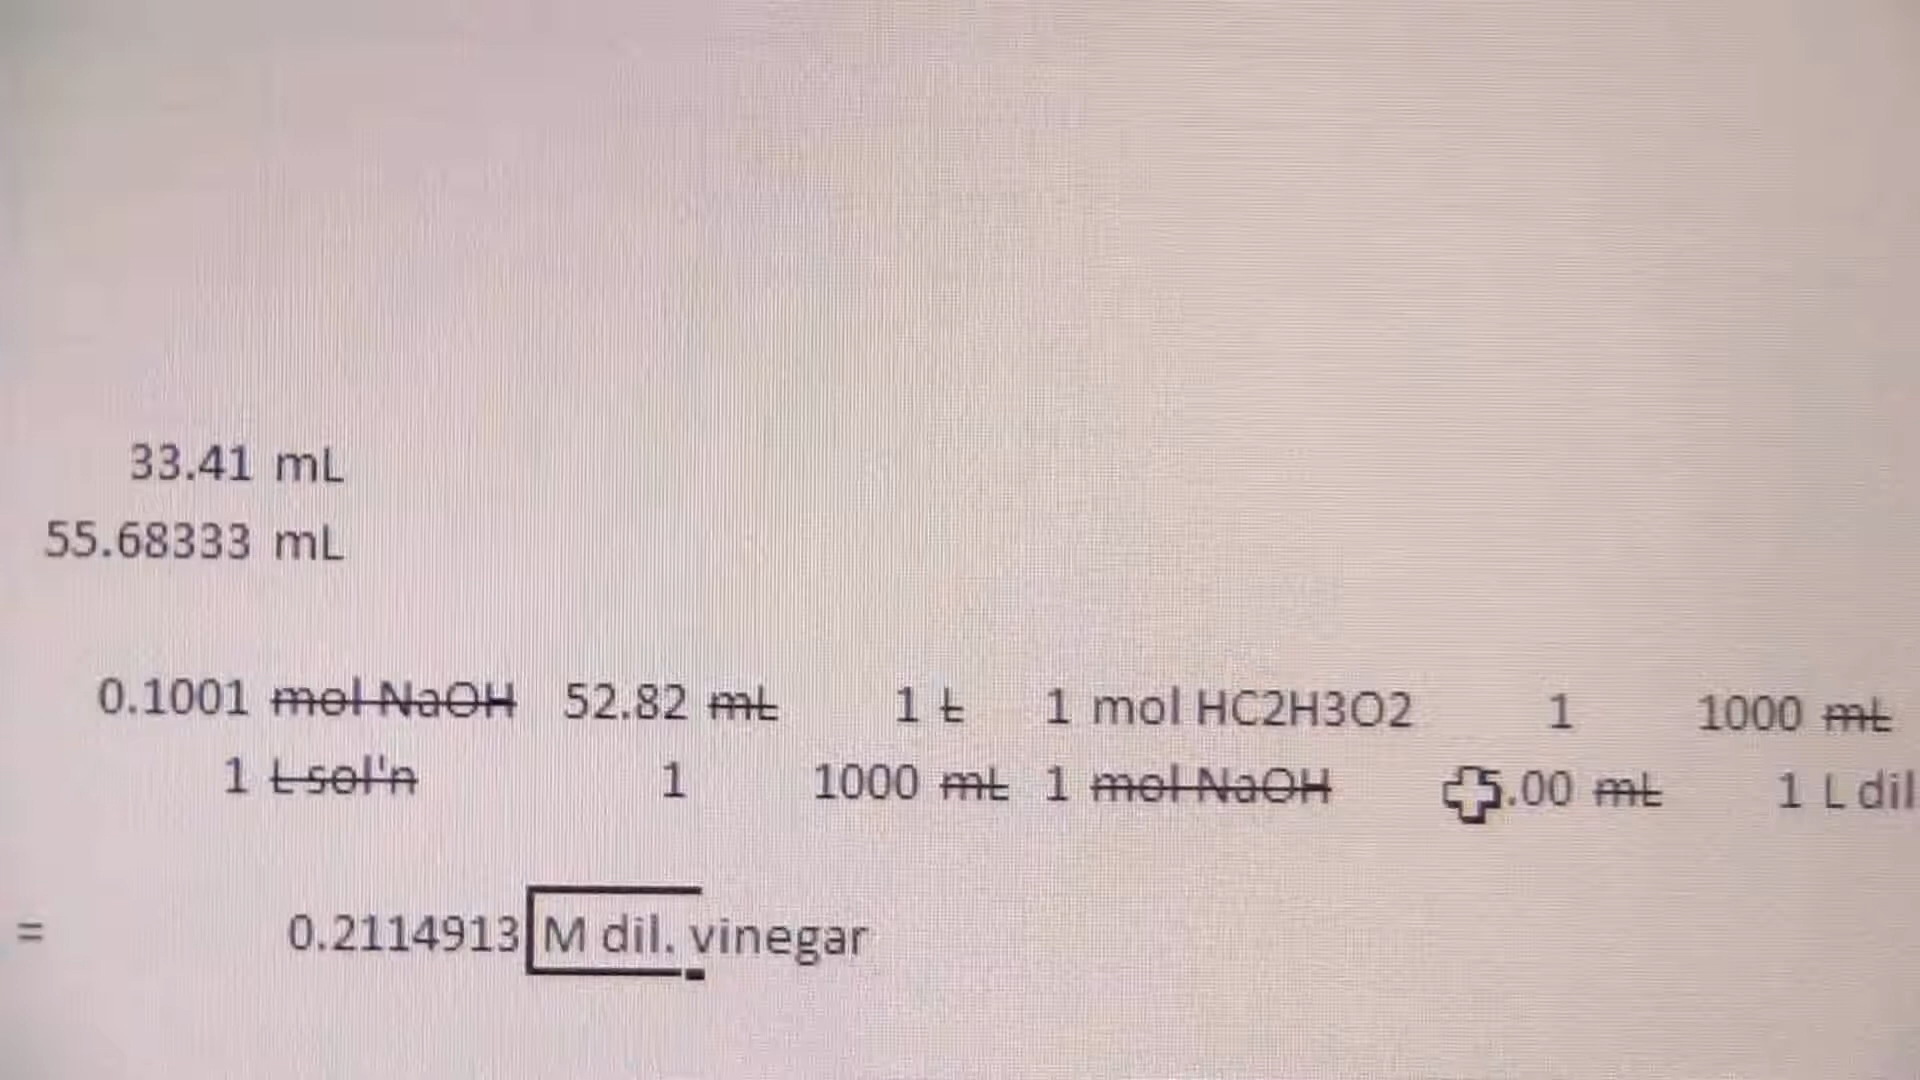 33.41 mL
55.68333 mL
0.1001 mol NaOH 52.82 mL 1 L 1 mol HC2H3O2 1 1000 mL
1 L sol'n 1 1000 mL 1 mol NaOH 5.00 mL 1 L dil
= 0.2114913 M dil. vinegar